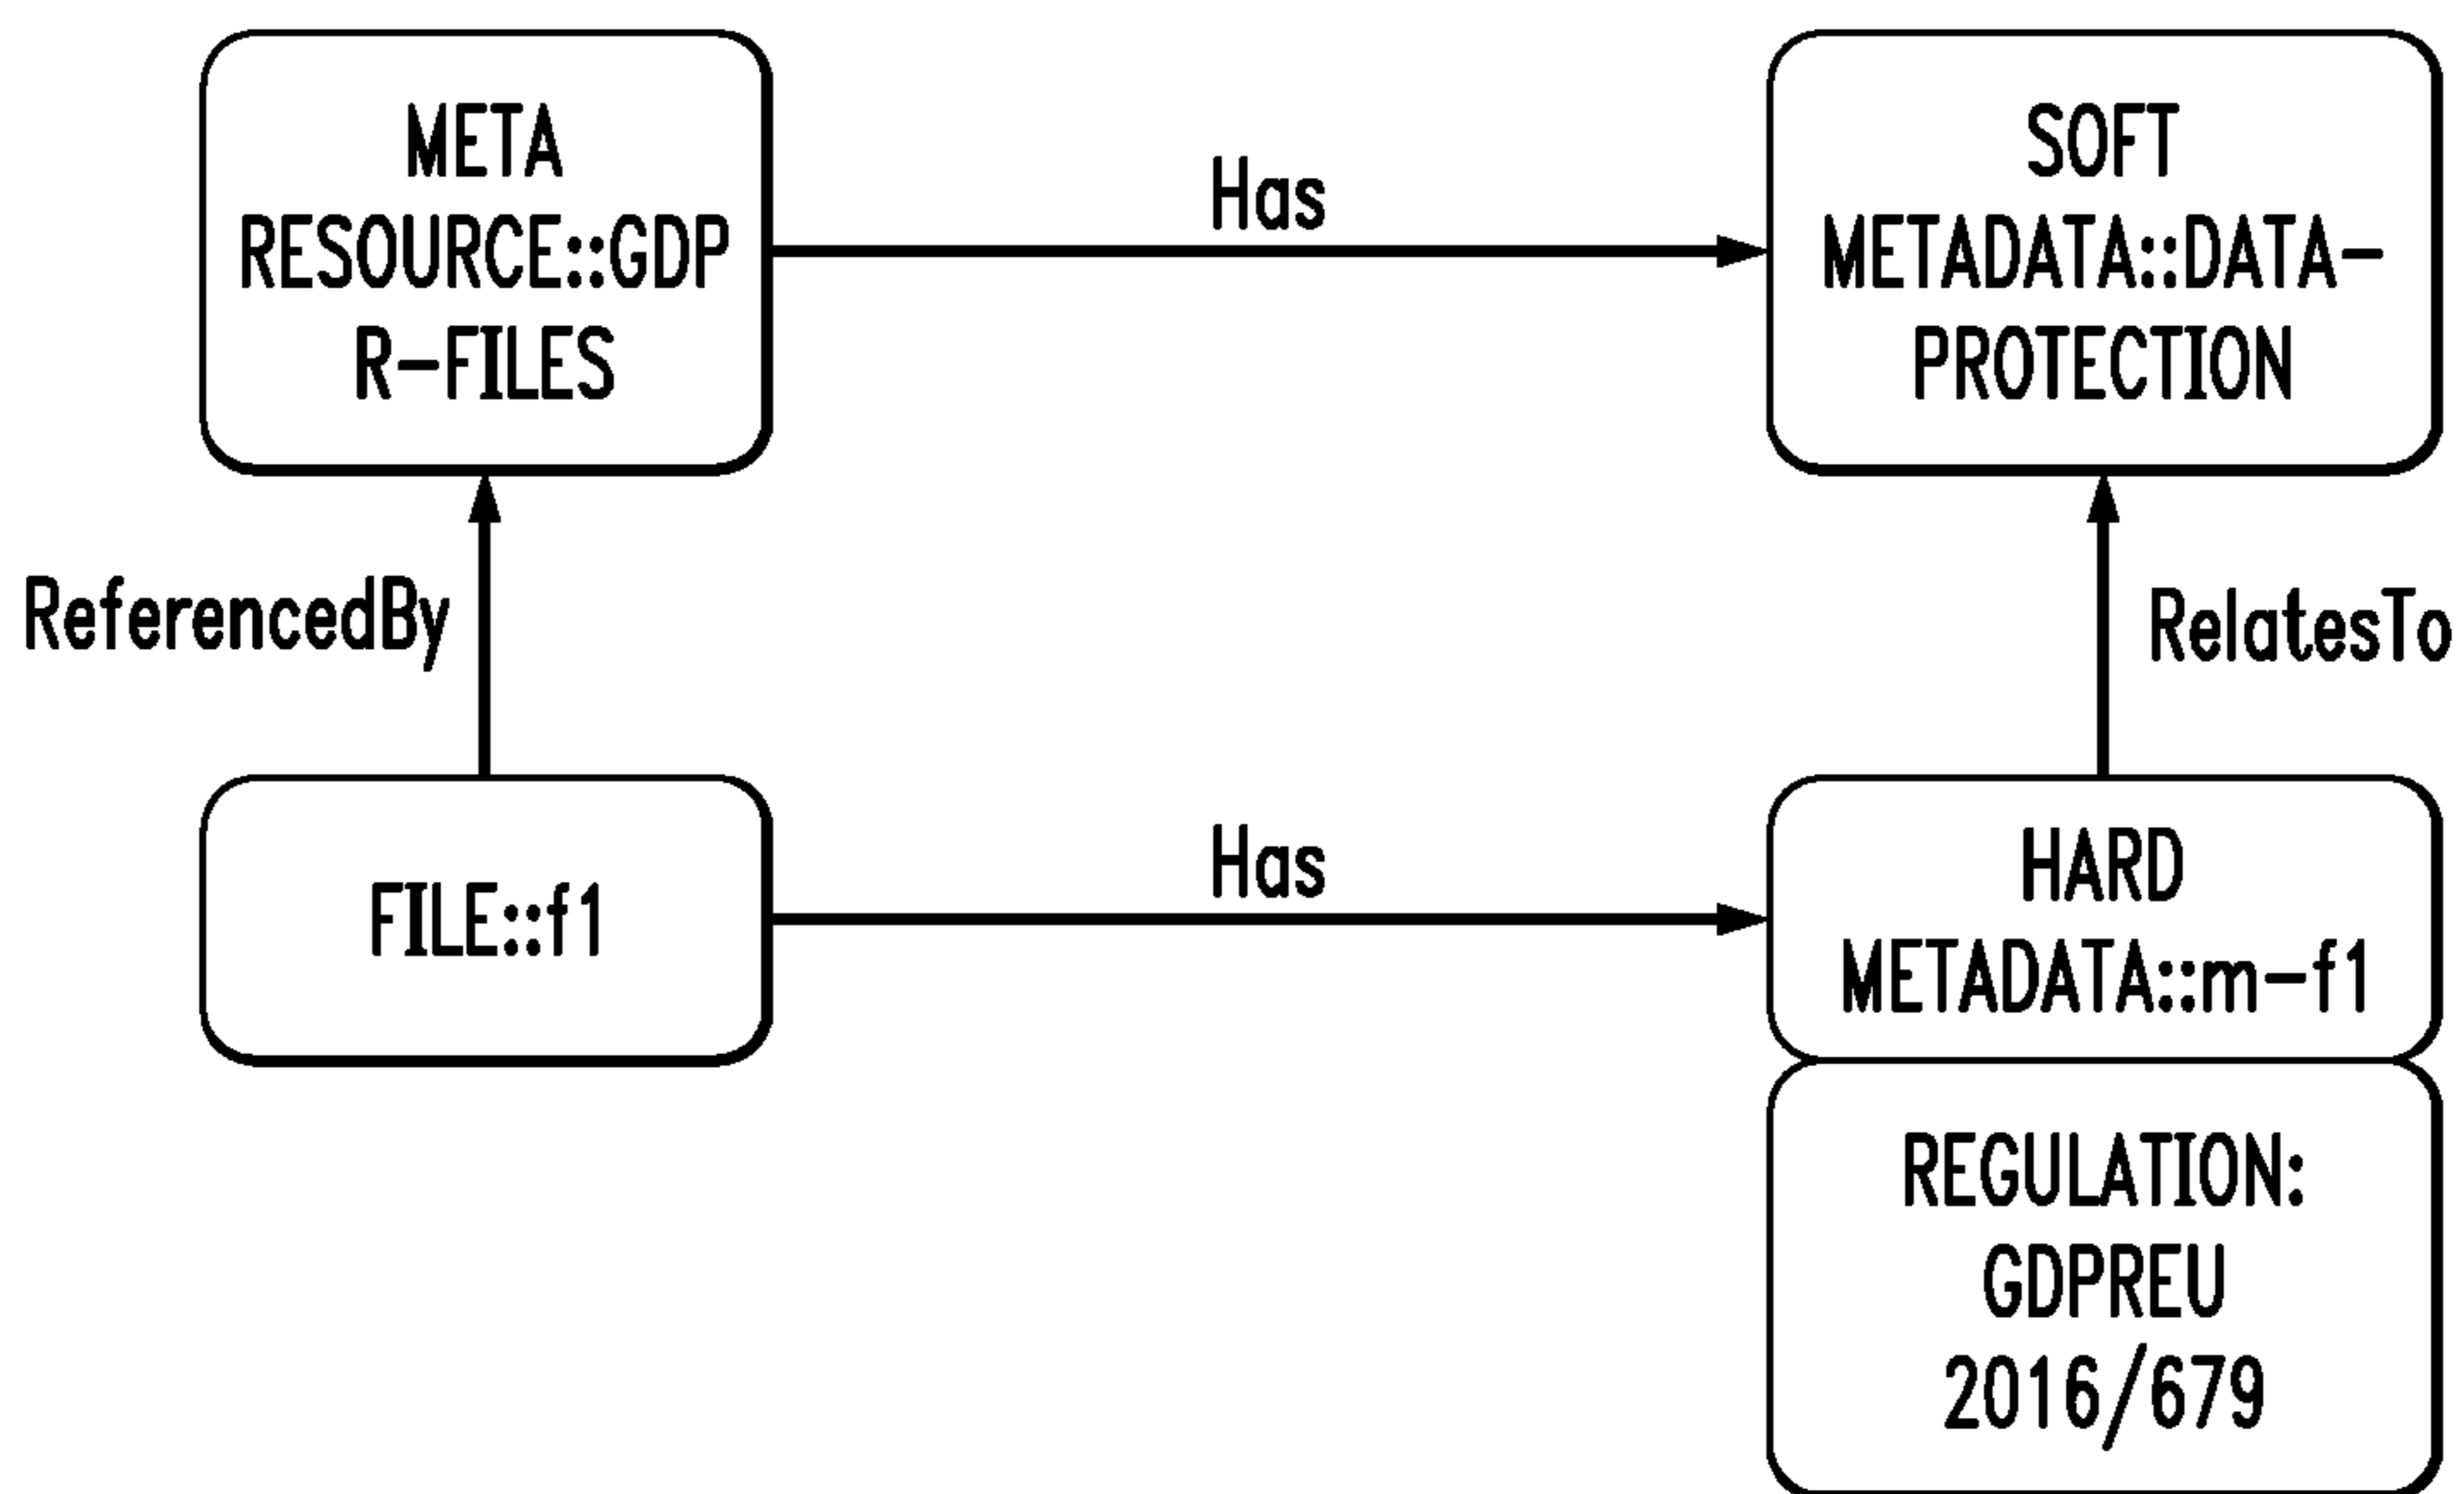 META
RESOURCE::GDP
R-FILES
Has
SOFT
METADATA::DATA-
PROTECTION
ReferencedBy
RelatesTo
FILE::f1
Has
HARD
METADATA::m-f1
REGULATION:
GDPREU
2016/679